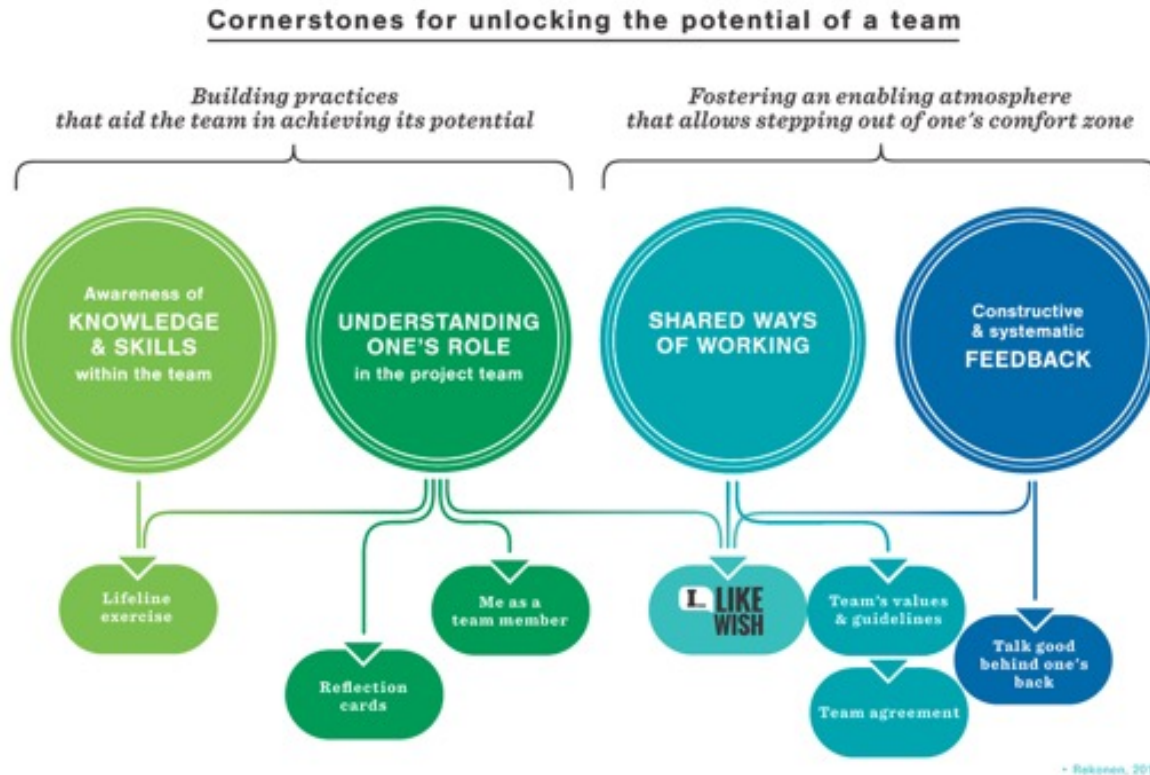 Cornerstones for unlocking the potential of a team
Building practices
that aid the team in achieving its potential
Fostering an enabling atmosphere
that allows stepping out of one's comfort zone
Awareness of
KNOWLEDGE
& SKILLS
within the team
UNDERSTANDING
ONE'S ROLE
in the project team
SHARED WAYS
OF WORKING
Constructive
& systematic
FEEDBACK
Lifeline
exercise
Reflection
cards
Me as a
team member
I LIKE
WISH
Team's values
& guidelines
Team agreement
Talk good
behind one's
back
• Rekonen, 201